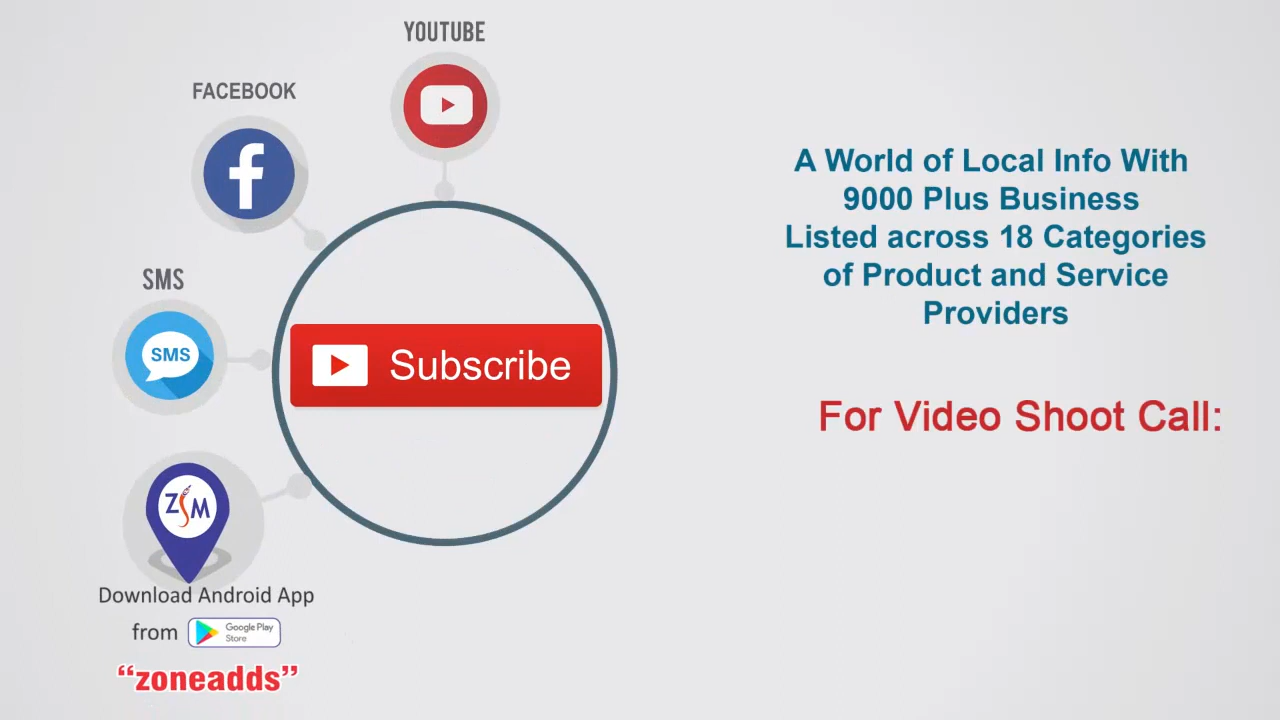 YOUTUBE
FACEBOOK
SMS
SMS
Subscribe
ZSM
Download Android App
from Google Play
Store
“zoneadds”
A World of Local Info With
9000 Plus Business
Listed across 18 Categories
of Product and Service
Providers
For Video Shoot Call: